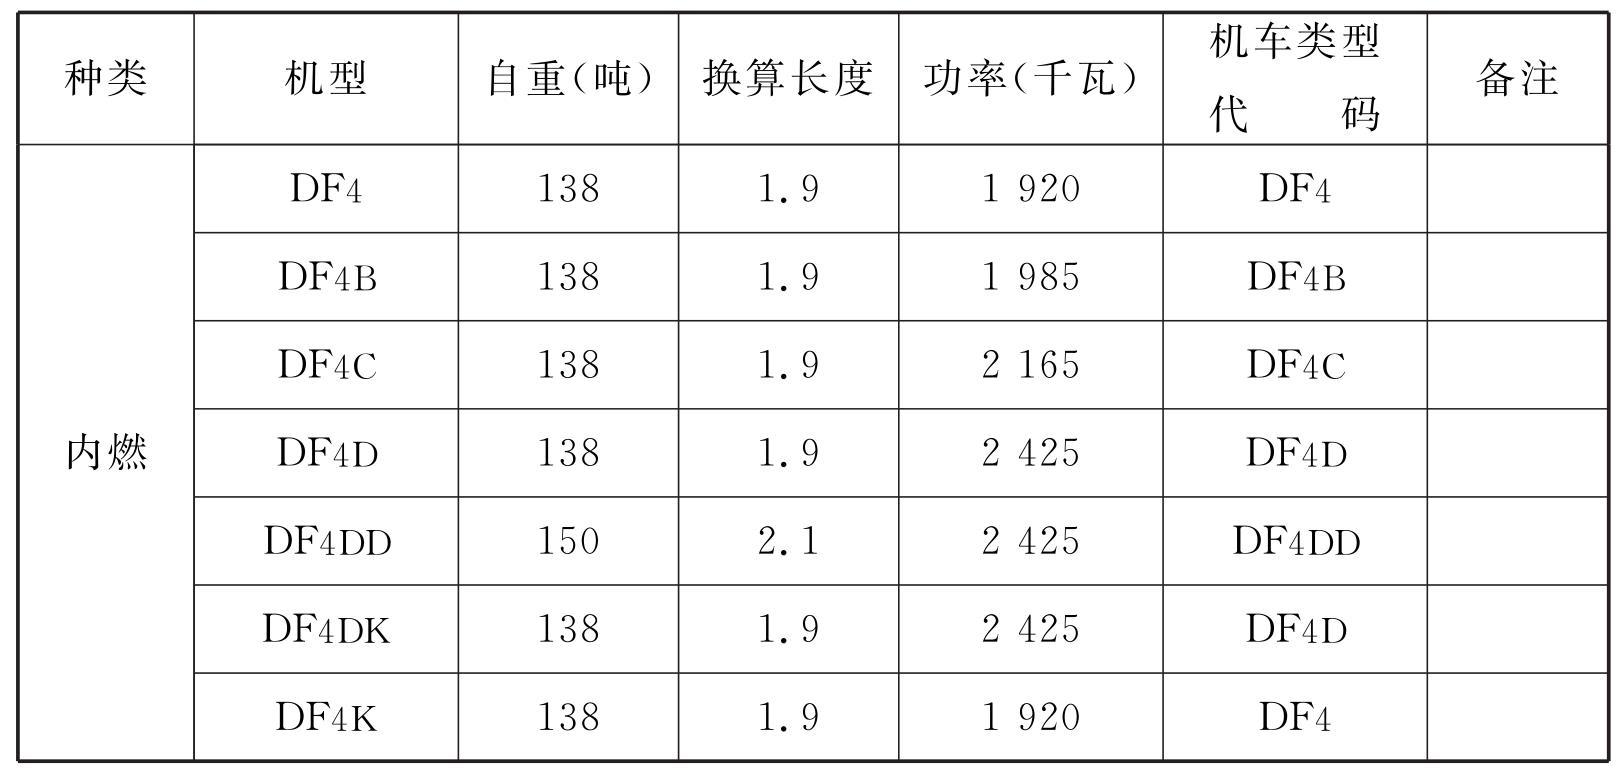 种类 机型 自重(吨) 换算长度 功率(千瓦) 机车类型代码 备注
内燃 DF4 138 1.9 1 920 DF4
DF4B 138 1.9 1 985 DF4B
DF4C 138 1.9 2 165 DF4C
DF4D 138 1.9 2 425 DF4D
DF4DD 150 2.1 2 425 DF4DD
DF4DK 138 1.9 2 425 DF4D
DF4K 138 1.9 1 920 DF4